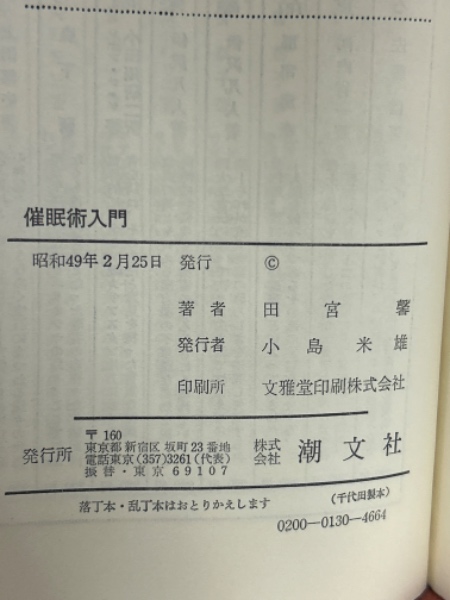 催眠術入門
昭和49年2月25日 発行 ©
著者 田宮馨
発行者 小島米雄
印刷所 文雅堂印刷株式会社
発行所 〒160 東京都新宿区坂町23番地 電話東京(357)3261(代表) 振替・東京69107 株式会社 潮文社
落丁本・乱丁本はおとりかえします (千代田製本)
0200—0130—4664